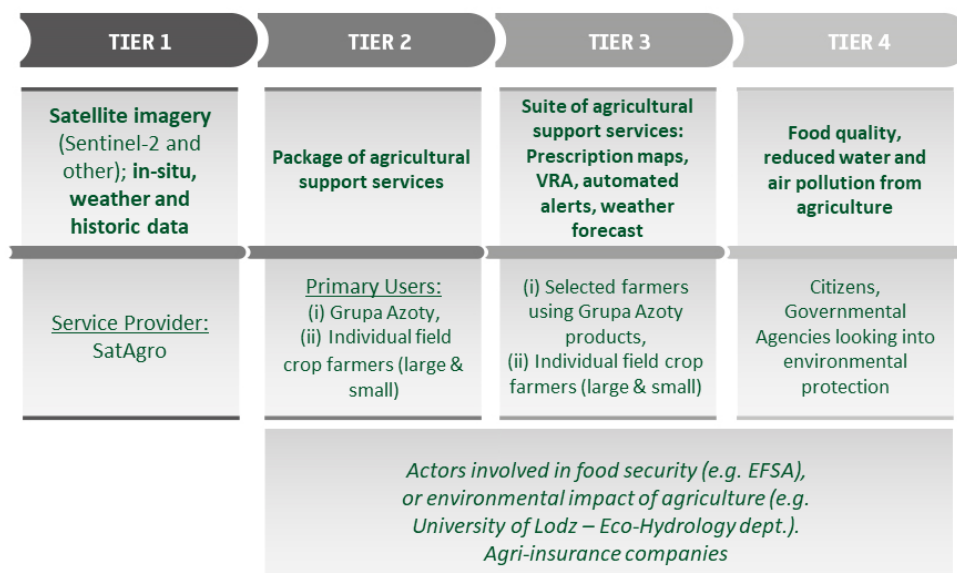 TIER 1
TIER 2
TIER 3
TIER 4
Satellite imagery
(Sentinel-2 and
other); in-situ,
weather and
historic data
Package of agricultural
support services
Suite of agricultural
support services:
Prescription maps,
VRA, automated
alerts, weather
forecast
Food quality,
reduced water and
air pollution from
agriculture
Service Provider:
SatAgro
Primary Users:
(i) Grupa Azoty,
(ii) Individual field
crop farmers (large &
small)
(i) Selected farmers
using Grupa Azoty
products,
(ii) Individual field crop
farmers (large & small)
Citizens,
Governmental
Agencies looking into
environmental
protection
Actors involved in food security (e.g. EFSA),
or environmental impact of agriculture (e.g.
University of Lodz – Eco-Hydrology dept.).
Agri-insurance companies